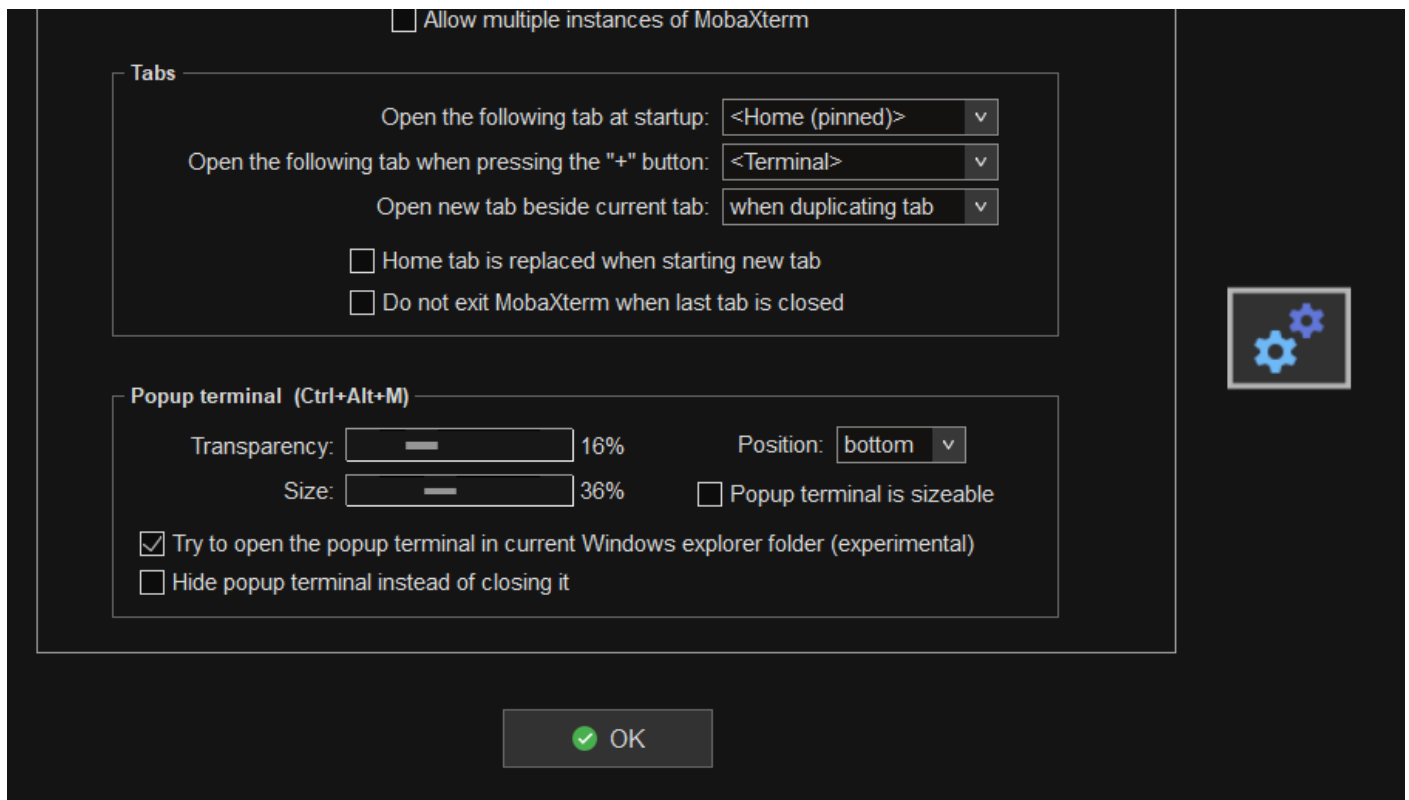 Allow multiple instances of MobaXterm
Tabs
Open the following tab at startup: <Home (pinned)>
Open the following tab when pressing the "+" button: <Terminal>
Open new tab beside current tab: when duplicating tab
Home tab is replaced when starting new tab
Do not exit MobaXterm when last tab is closed
Popup terminal (Ctrl+Alt+M)
Transparency: 16% Position: bottom
Size: 36% Popup terminal is sizeable
Try to open the popup terminal in current Windows explorer folder (experimental)
Hide popup terminal instead of closing it
OK